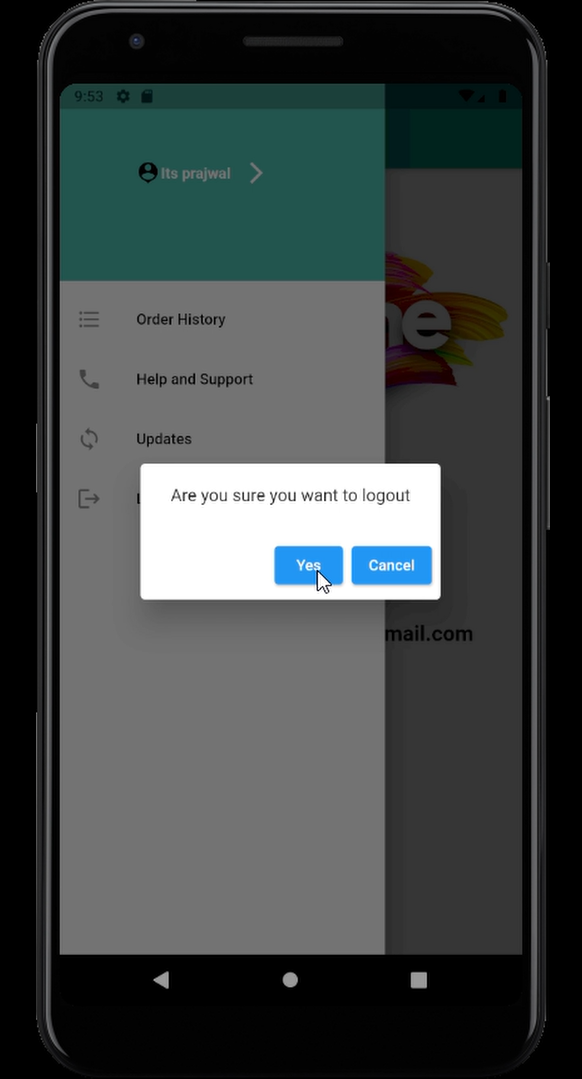 9:53
Its prajwal
Order History
Help and Support
Updates
Are you sure you want to logout
Yes
Cancel
mail.com